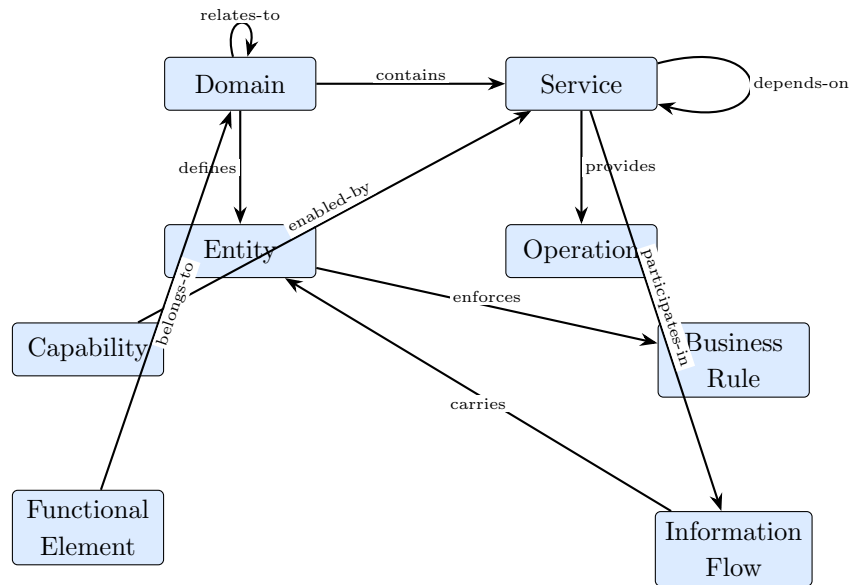 relates-to
Domain
contains
Service
depends-on
defines
provides
enabled-by
Entity
Operation
belongs-to
participates-in
enforces
Capability
Business
Rule
carries
Functional
Element
Information
Flow